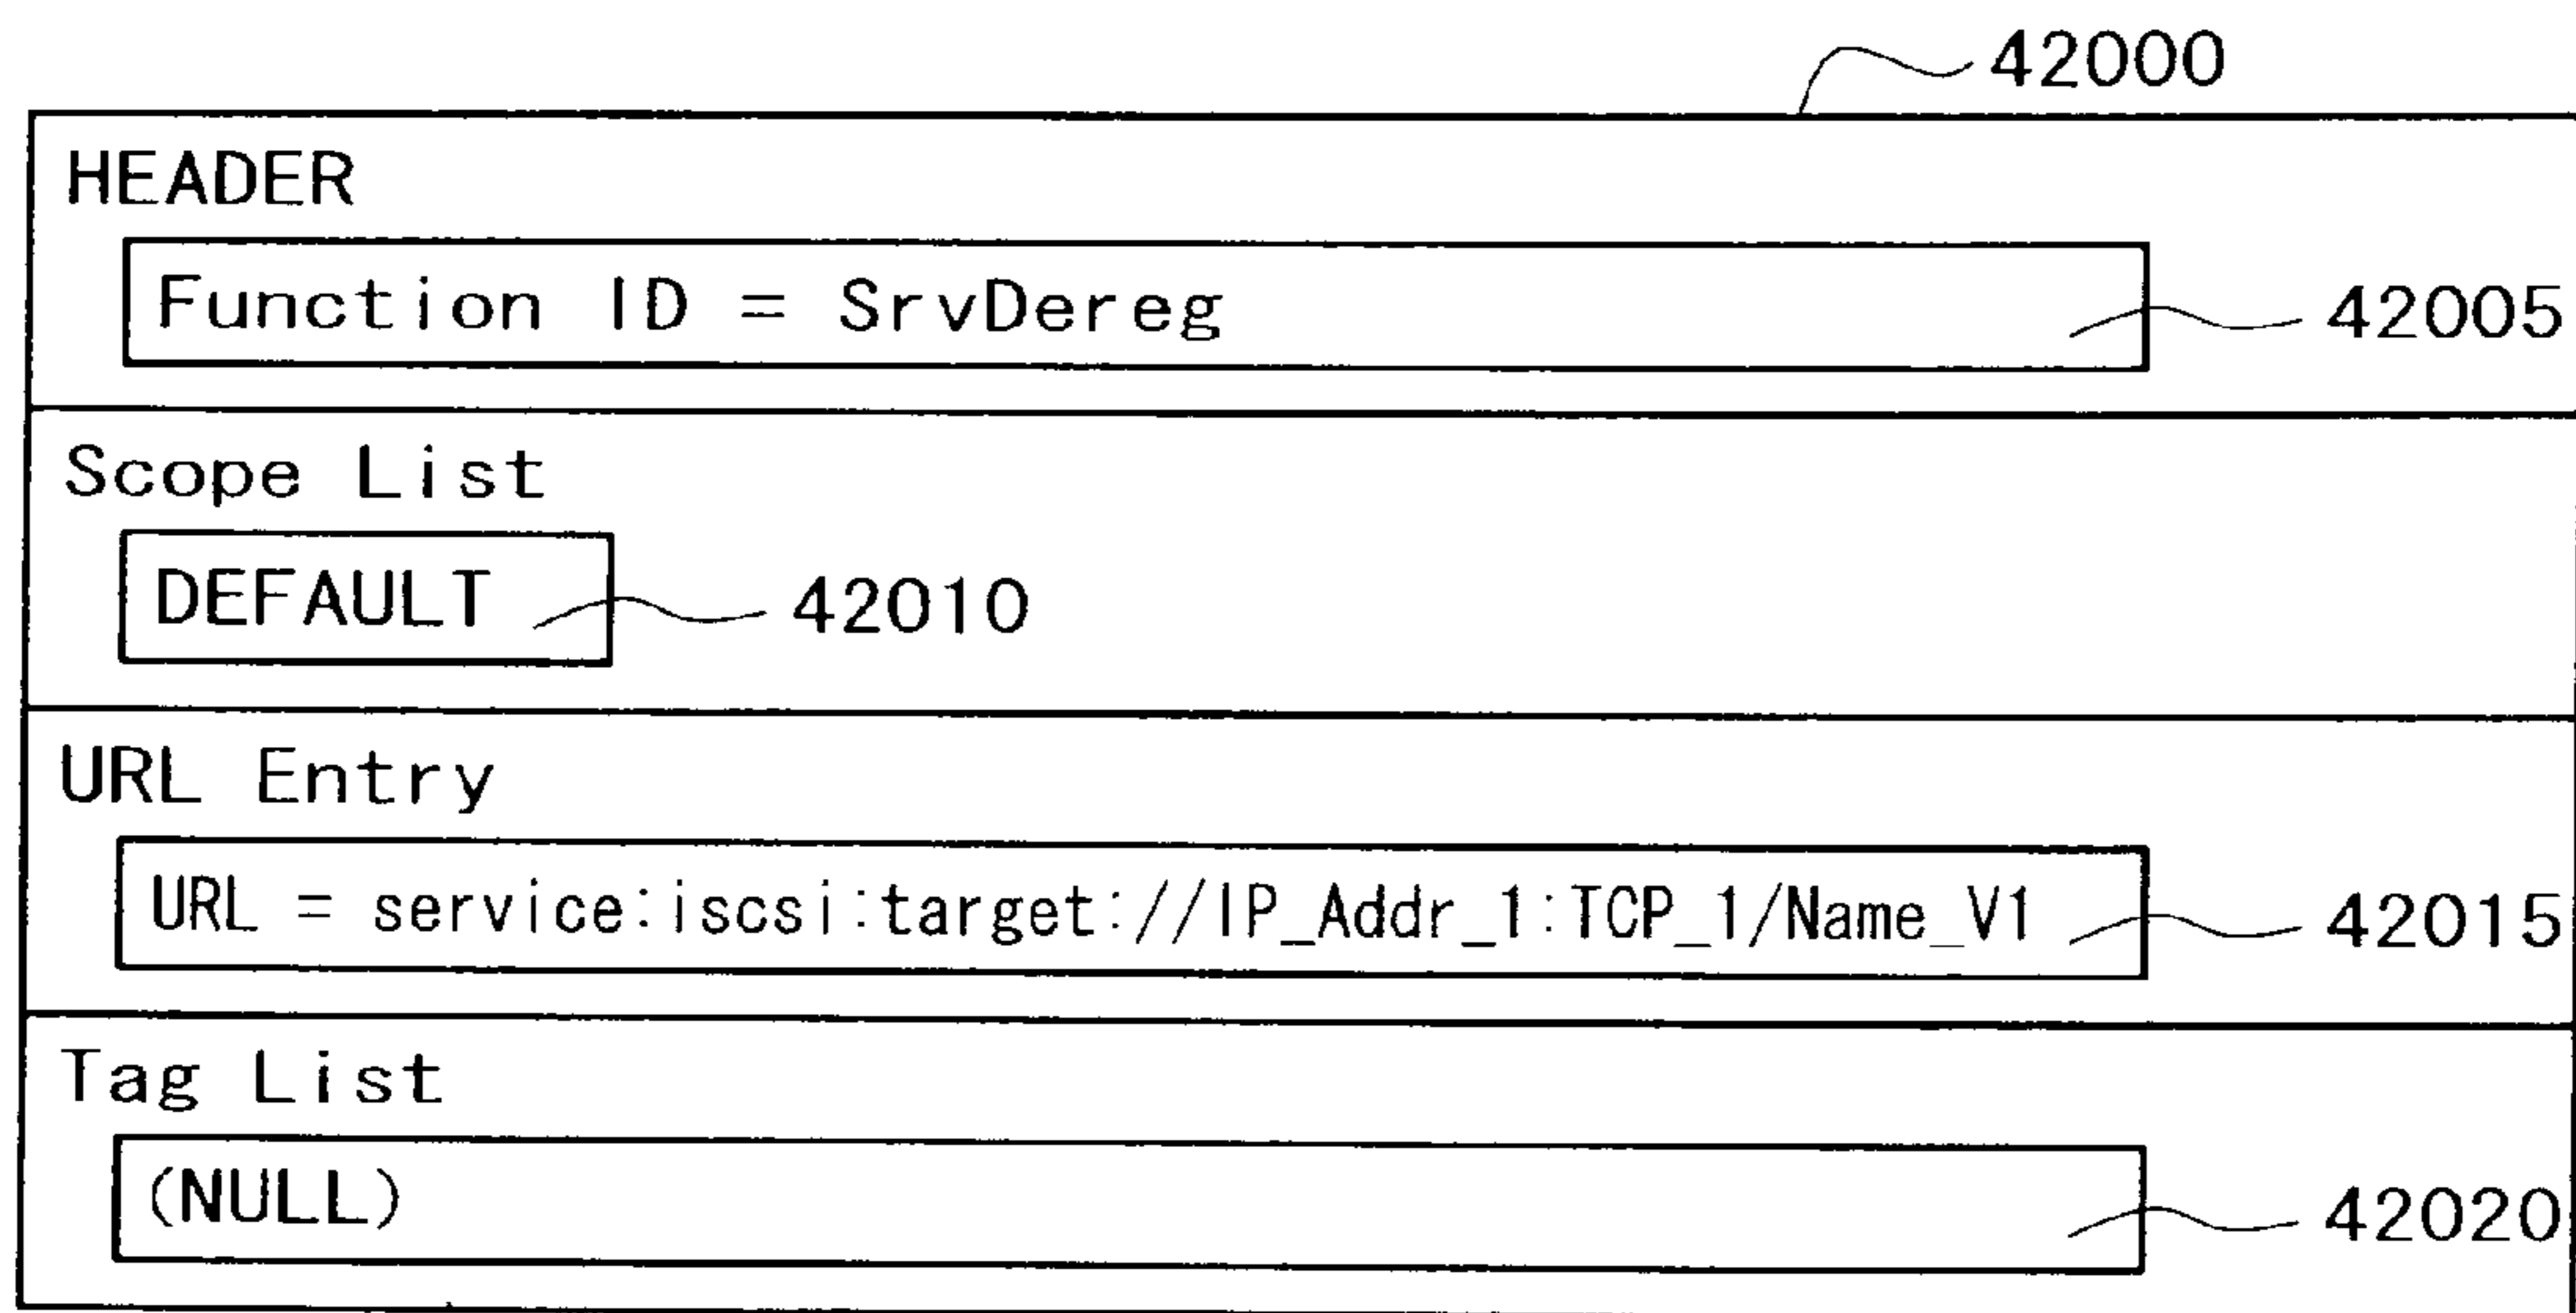 42000
HEADER
Function ID = SrvDereg
42005
Scope List
DEFAULT
42010
URL Entry
URL = service:iscsi:target://IP_Addr_1:TCP_1/Name_V1
42015
Tag List
(NULL)
42020